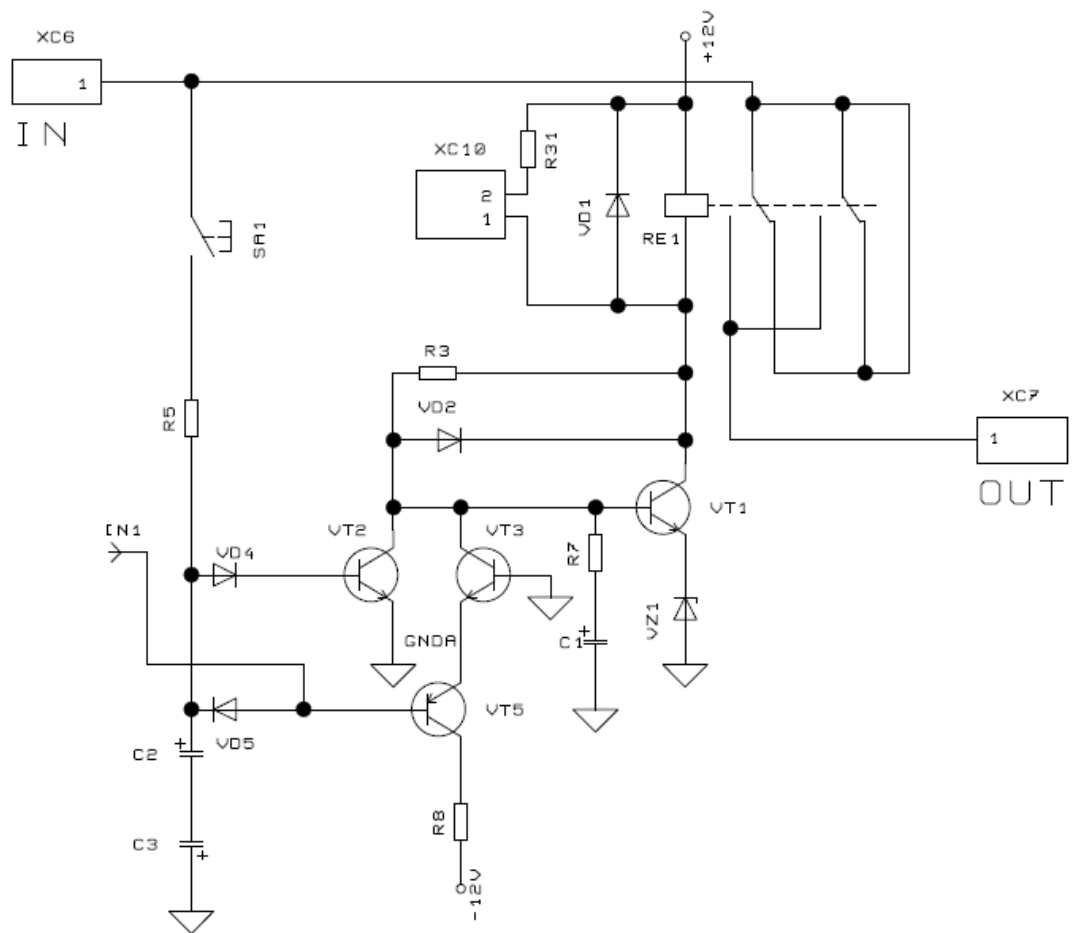 XC6
1
IN
+12V
XC10
2
1
R31
VD1
RE1
SA1
R3
VD2
R5
XC7
1
OUT
IN1
VD4
VT2
VT3
R7
VT1
GNDA
C1
VZ1
VD5
VT5
C2
C3
R8
-12V